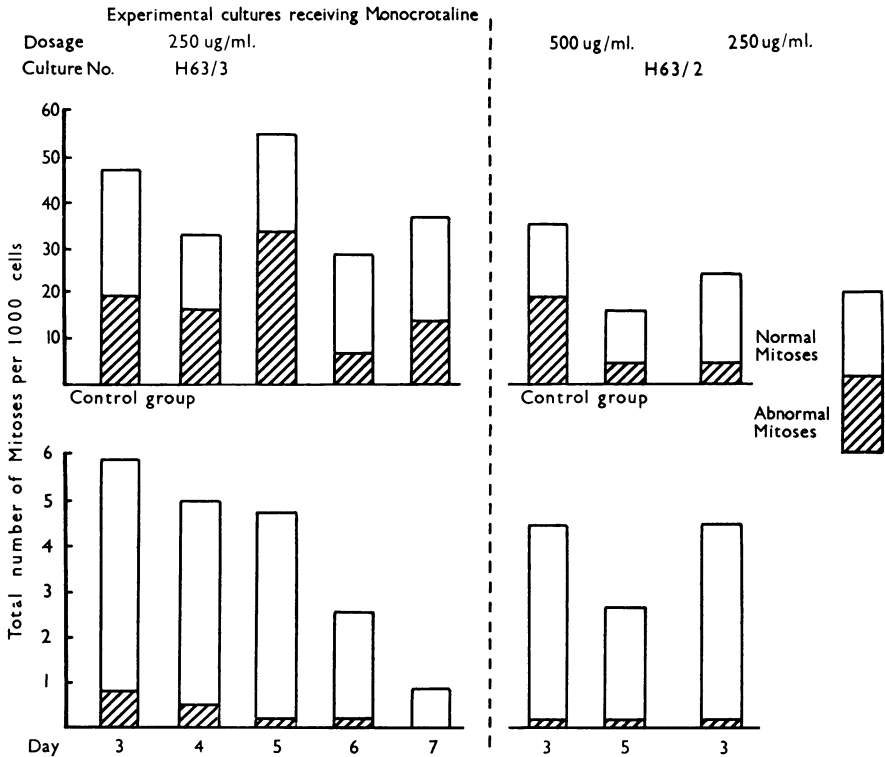 Experimental cultures receiving Monocrotaline
Dosage 250 ug/ml. 500 ug/ml. 250 ug/ml.
Culture No. H63/3 H63/2
Total number of Mitoses per 1000 cells
60
50
40
30
20
10
Control group Control group
Normal
Mitoses
Abnormal
Mitoses
6
5
4
3
2
1
Day 3 4 5 6 7 3 5 3